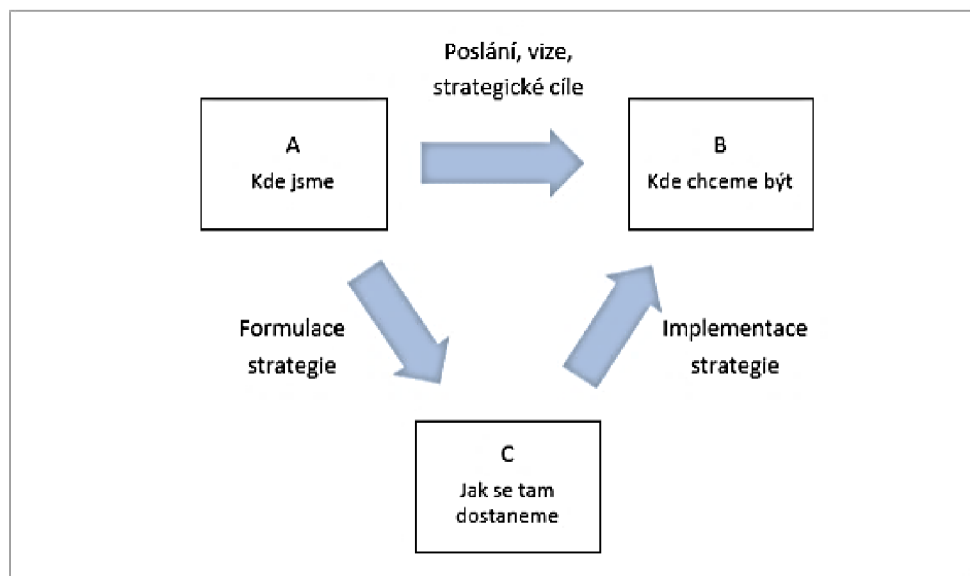 Poslání, vize,
strategické cíle
A
Kde jsme
B
Kde chceme být
Formulace
strategie
Implementace
strategie
C
Jak se tam
dostaneme